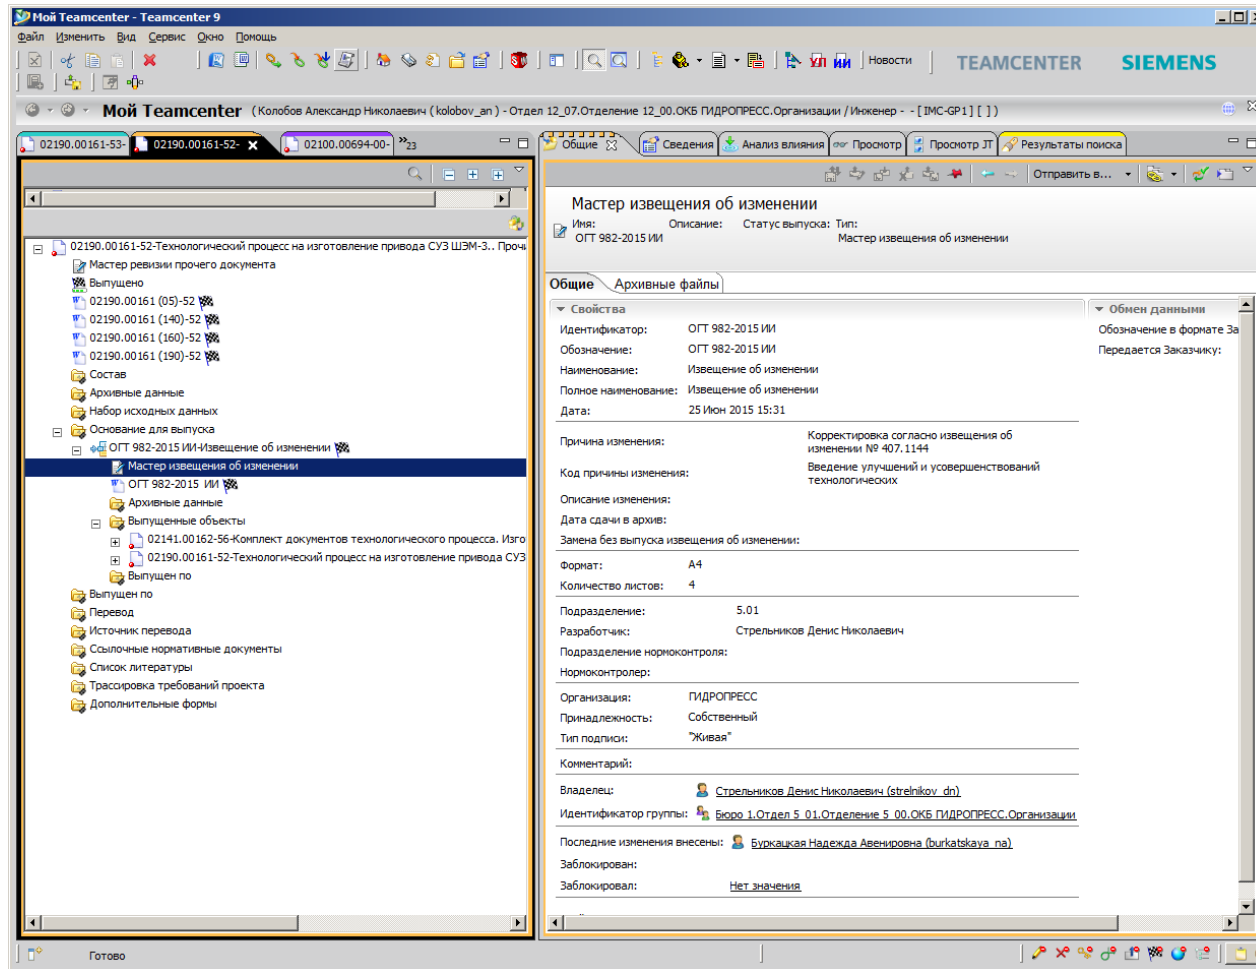 Мой Teamcenter - Teamcenter 9
Файл Изменить Вид Сервис Окно Помощь
УП ИИ Новости TEAMCENTER SIEMENS
Мой Teamcenter (Колобов Александр Николаевич (kolobov_an) - Отдел 12_07.Отделение 12_00.ОКБ ГИДРОПРЕСС.Организации / Инженер - - [IMC-GP1] [ ] )
02190.00161-53- 02190.00161-52- 02100.00694-00- »23
Общие Сведения Анализ влияния Просмотр Просмотр JT Результаты поиска
Отправить в...
02190.00161-52-Технологический процесс на изготовление привода СУЗ ШЭМ-3.. Проч
Мастер ревизии прочего документа
Выпущено
02190.00161 (05)-52
02190.00161 (140)-52
02190.00161 (160)-52
02190.00161 (190)-52
Состав
Архивные данные
Набор исходных данных
Основание для выпуска
ОГТ 982-2015 ИИ-Извещение об изменении
Мастер извещения об изменении
ОГТ 982-2015 ИИ
Архивные данные
Выпущенные объекты
02141.00162-56-Комплект документов технологического процесса. Изго
02190.00161-52-Технологический процесс на изготовление привода СУЗ
Выпущен по
Выпущен по
Перевод
Источник перевода
Ссылочные нормативные документы
Список литературы
Трассировка требований проекта
Дополнительные формы
Мастер извещения об изменении
Имя: Описание: Статус выпуска: Тип:
ОГТ 982-2015 ИИ Мастер извещения об изменении
Общие Архивные файлы
Свойства
Идентификатор: ОГТ 982-2015 ИИ
Обозначение: ОГТ 982-2015 ИИ
Наименование: Извещение об изменении
Полное наименование: Извещение об изменении
Дата: 25 Июн 2015 15:31
Причина изменения: Корректировка согласно извещения об
изменении № 407.1144
Код причины изменения: Введение улучшений и усовершенствований
технологических
Описание изменения:
Дата сдачи в архив:
Замена без выпуска извещения об изменении:
Формат: А4
Количество листов: 4
Подразделение: 5.01
Разработчик: Стрельников Денис Николаевич
Подразделение нормоконтроля:
Нормоконтролер:
Организация: ГИДРОПРЕСС
Принадлежность: Собственный
Тип подписи: "Живая"
Комментарий:
Владелец: Стрельников Денис Николаевич (strelnikov_dn)
Идентификатор группы: Бюро 1.Отдел 5_01.Отделение 5_00.ОКБ ГИДРОПРЕСС.Организации
Последние изменения внесены: Буркацкая Надежда Авенировна (burkatskaya_na)
Заблокирован:
Заблокировал: Нет значения
Обмен данными
Обозначение в формате За
Передается Заказчику:
Готово